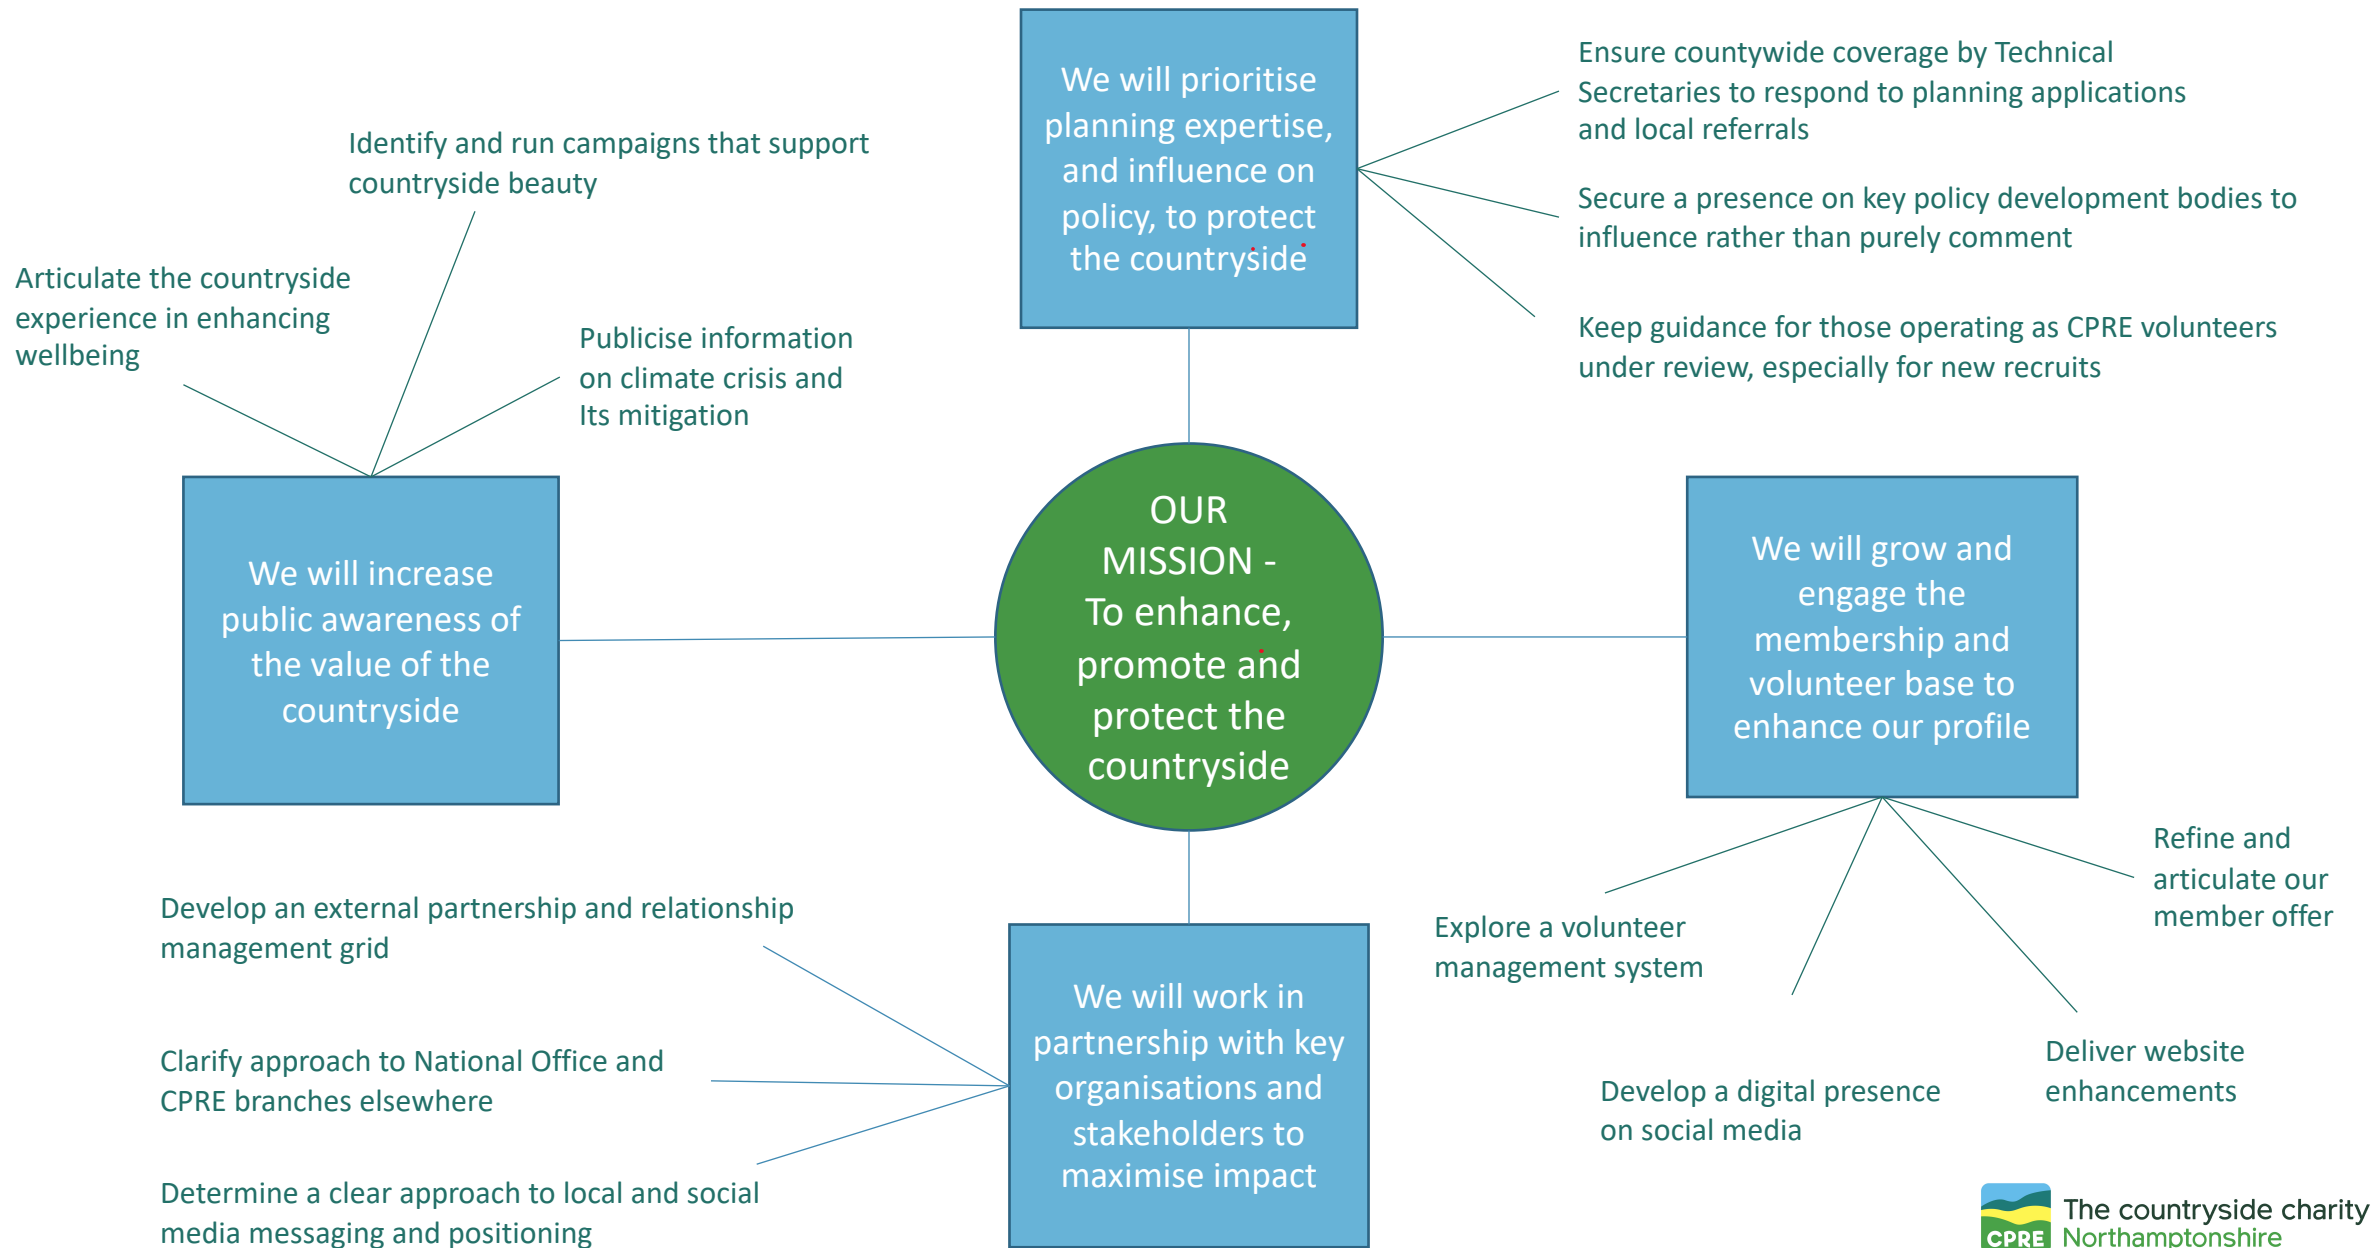 We will prioritise
planning expertise,
and influence on
policy, to protect
the countryside
Ensure countywide coverage by Technical
Secretaries to respond to planning applications
and local referrals
Secure a presence on key policy development bodies to
influence rather than purely comment
Keep guidance for those operating as CPRE volunteers
under review, especially for new recruits
Identify and run campaigns that support
countryside beauty
Articulate the countryside
experience in enhancing
wellbeing
Publicise information
on climate crisis and
Its mitigation
We will increase
public awareness of
the value of the
countryside
OUR
MISSION -
To enhance,
promote and
protect the
countryside
We will grow and
engage the
membership and
volunteer base to
enhance our profile
Refine and
articulate our
member offer
Explore a volunteer
management system
Deliver website
enhancements
Develop a digital presence
on social media
Develop an external partnership and relationship
management grid
Clarify approach to National Office and
CPRE branches elsewhere
Determine a clear approach to local and social
media messaging and positioning
We will work in
partnership with key
organisations and
stakeholders to
maximise impact
CPRE
The countryside charity
Northamptonshire